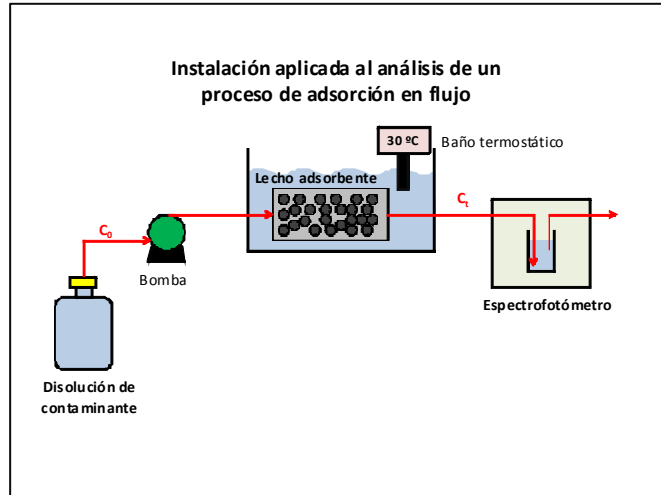 Instalación aplicada al análisis de un
proceso de adsorción en flujo
30 ºC
Baño termostático
Lecho adsorbente
C0
Ct
Bomba
Espectrofotómetro
Disolución de
contaminante